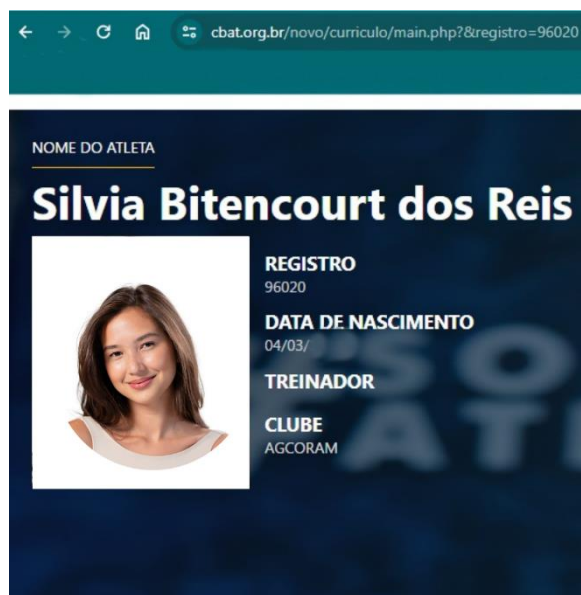 cbat.org.br/novo/curriculo/main.php?&registro=96020
NOME DO ATLETA
Silvia Bitencourt dos Reis
REGISTRO
96020
DATA DE NASCIMENTO
04/03/
TREINADOR
CLUBE
AGCORAM